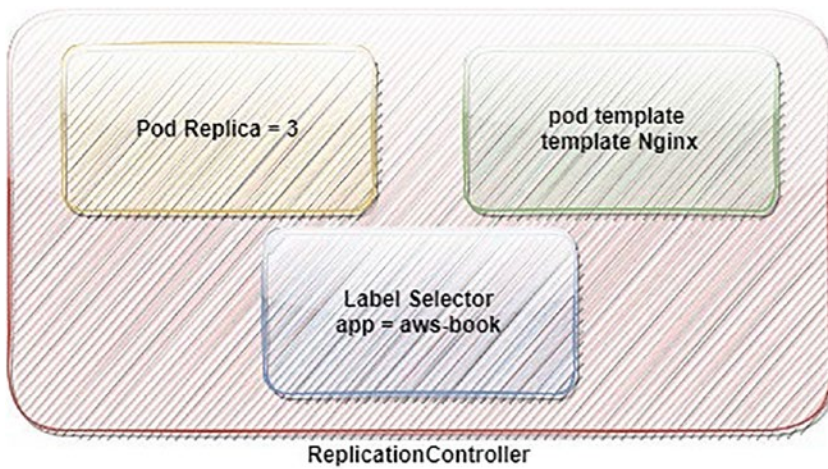 Pod Replica = 3
pod template
template Nginx
Label Selector
app = aws-book
ReplicationController